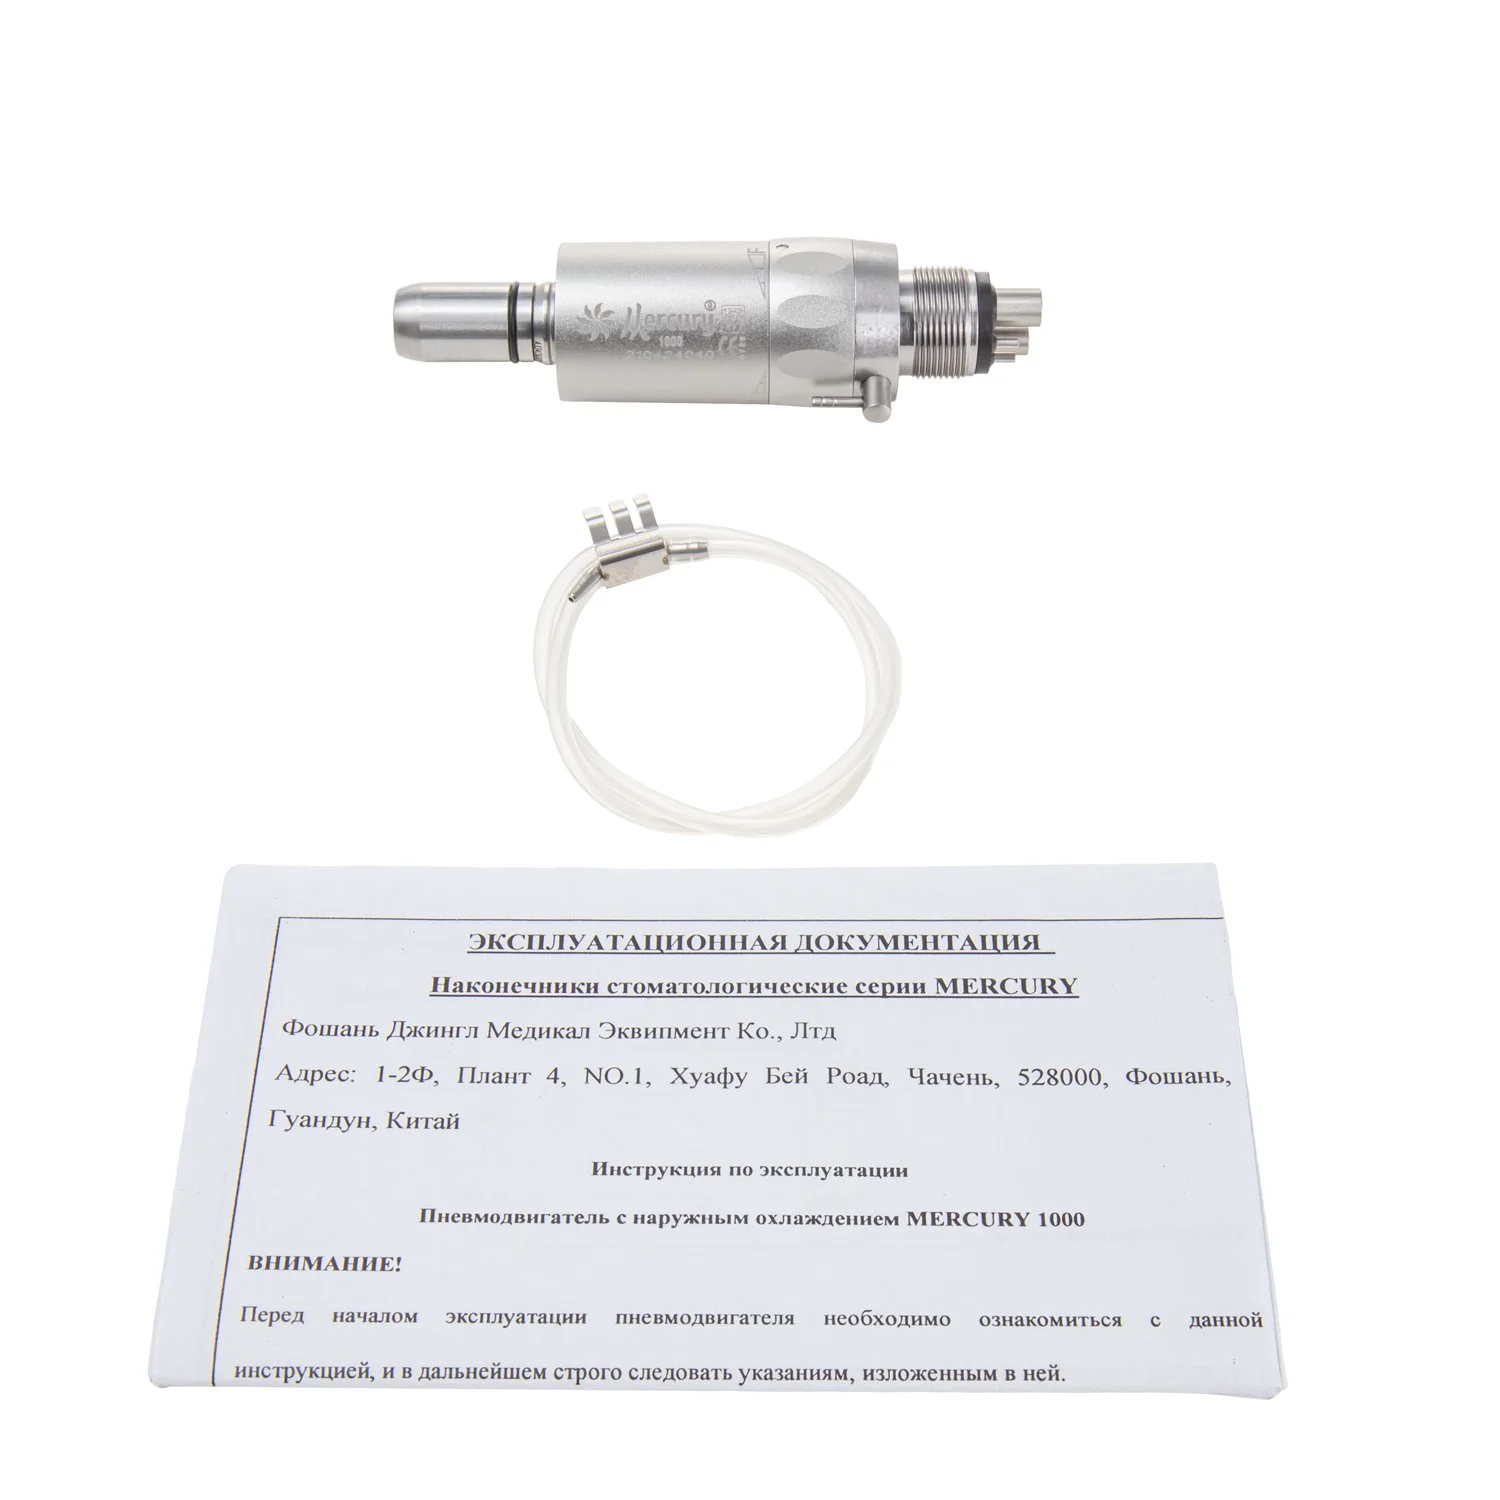 Mercury®
1000
ЭКСПЛУАТАЦИОННАЯ ДОКУМЕНТАЦИЯ
Наконечники стоматологические серии MERCURY
Фошань Джингл Медикал Эквипмент Ко., Лтд
Адрес: 1-2Ф, Плант 4, NO.1, Хуафу Бей Роад, Чачень, 528000, Фошань,
Гуандун, Китай
Инструкция по эксплуатации
Пневмодвигатель с наружным охлаждением MERCURY 1000
ВНИМАНИЕ!
Перед началом эксплуатации пневмодвигателя необходимо ознакомиться с данной
инструкцией, и в дальнейшем строго следовать указаниям, изложенным в ней.